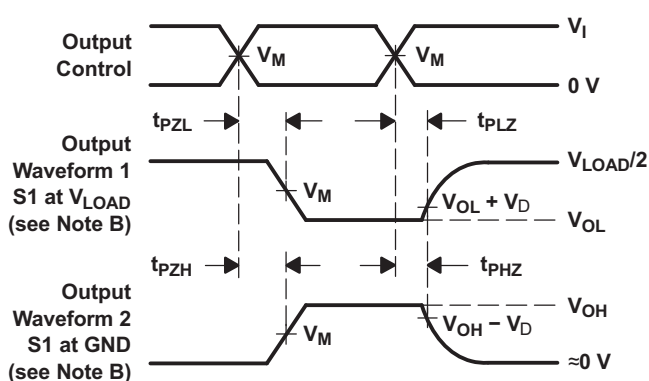 Output
Control
V_M
V_M
V_I
0 V
t_PZL
t_PLZ
Output
Waveform 1
S1 at V_LOAD
(see Note B)
V_M
V_LOAD/2
V_OL + V_D
V_OL
t_PZH
t_PHZ
Output
Waveform 2
S1 at GND
(see Note B)
V_M
V_OH
V_OH − V_D
≈0 V